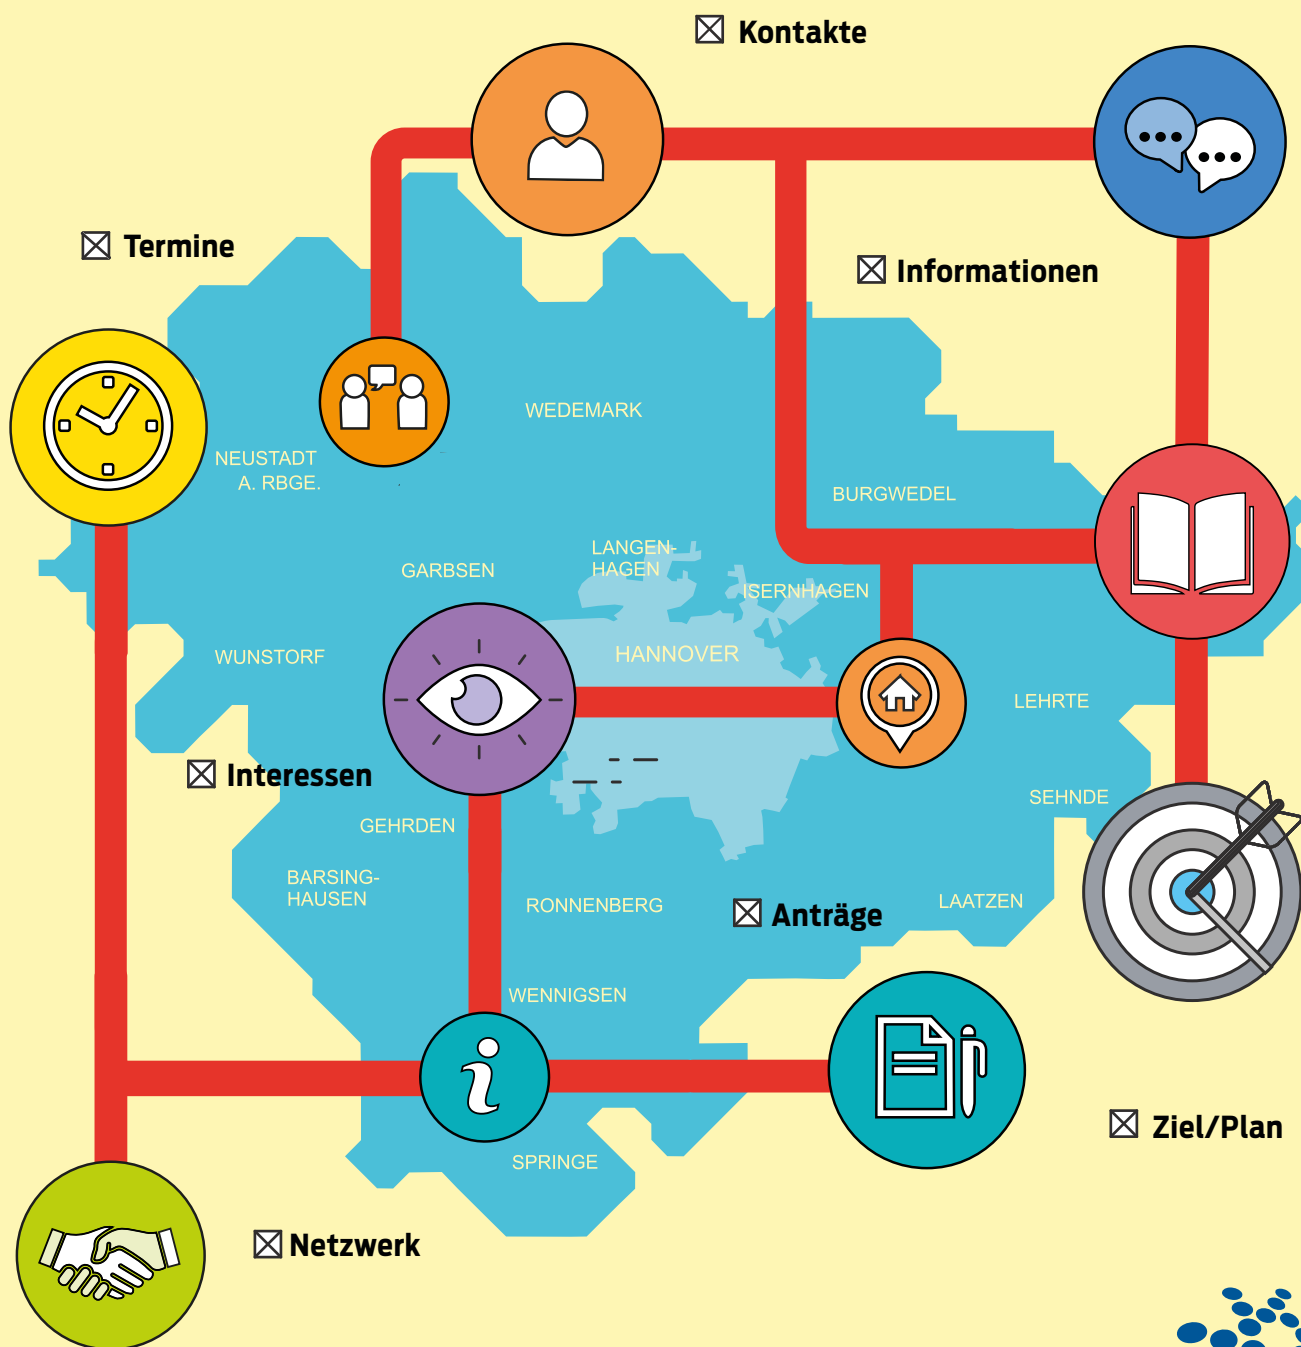 ☒ Kontakte
☒ Termine
☒ Informationen
WEDEMARK
NEUSTADT
A. RBGE.
BURGWEDEL
LANGEN-
HAGEN
GARBSEN
ISERNHAGEN
HANNOVER
WUNSTORF
LEHRTE
☒ Interessen
SEHNDE
GEHRDEN
BARSING-
HAUSEN
RONNENBERG
☒ Anträge
LAATZEN
WENNIGSEN
i
☒ Ziel/Plan
SPRINGE
☒ Netzwerk